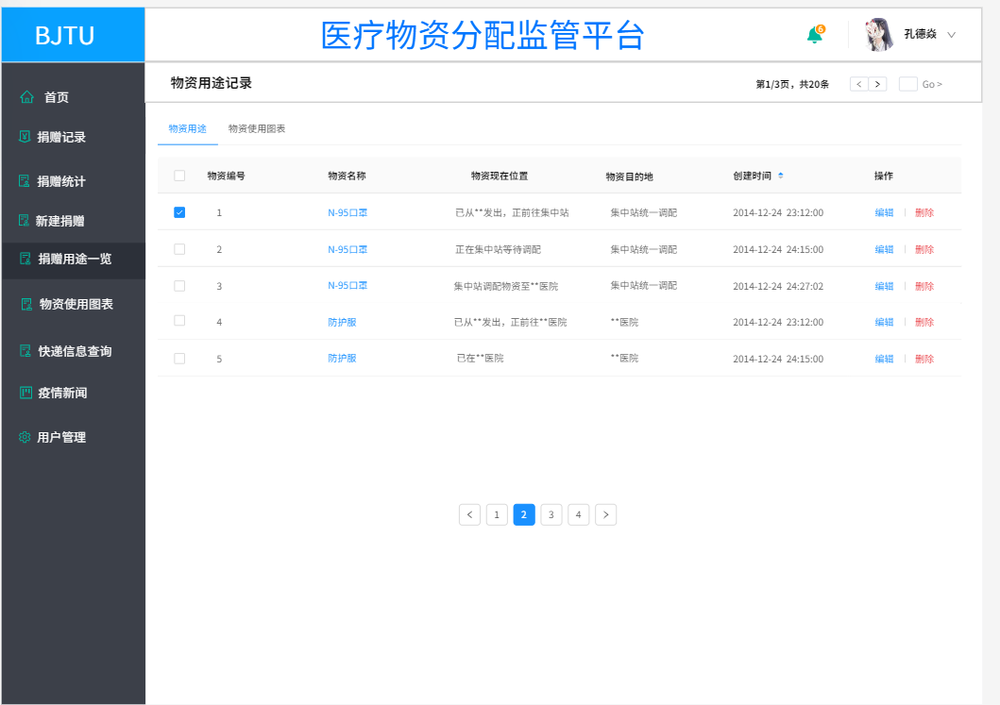 BJTU
医疗物资分配监管平台
6
孔德焱
首页
捐赠记录
捐赠统计
新建捐赠
捐赠用途一览
物资使用图表
快递信息查询
疫情新闻
用户管理
物资用途记录
第1/3页，共20条 < > Go >
物资用途 物资使用图表
物资编号 物资名称 物资现在位置 物资目的地 创建时间 操作
1 N-95口罩 已从**发出，正前往集中站 集中站统一调配 2014-12-24 23:12:00 编辑 删除
2 N-95口罩 正在集中站等待调配 集中站统一调配 2014-12-24 24:15:00 编辑 删除
3 N-95口罩 集中站调配物资至**医院 集中站统一调配 2014-12-24 24:27:02 编辑 删除
4 防护服 已从**发出，正前往**医院 **医院 2014-12-24 23:12:00 编辑 删除
5 防护服 已在**医院 **医院 2014-12-24 24:15:00 编辑 删除
< 1 2 3 4 >